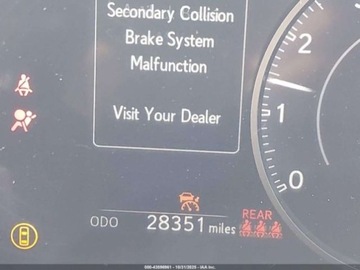 Secondary Collision
Brake System
Malfunction
Visit Your Dealer
2
1
0
ODO 28351 miles
REAR